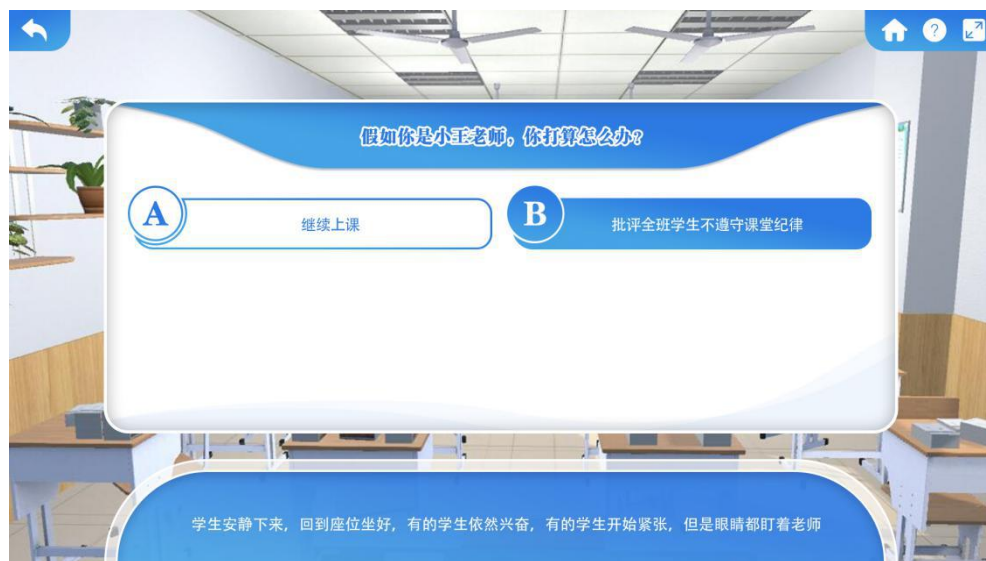 ?
假如你是小王老师，你打算怎么办？
A
继续上课
B
批评全班学生不遵守课堂纪律
学生安静下来，回到座位坐好，有的学生依然兴奋，有的学生开始紧张，但是眼睛都盯着老师